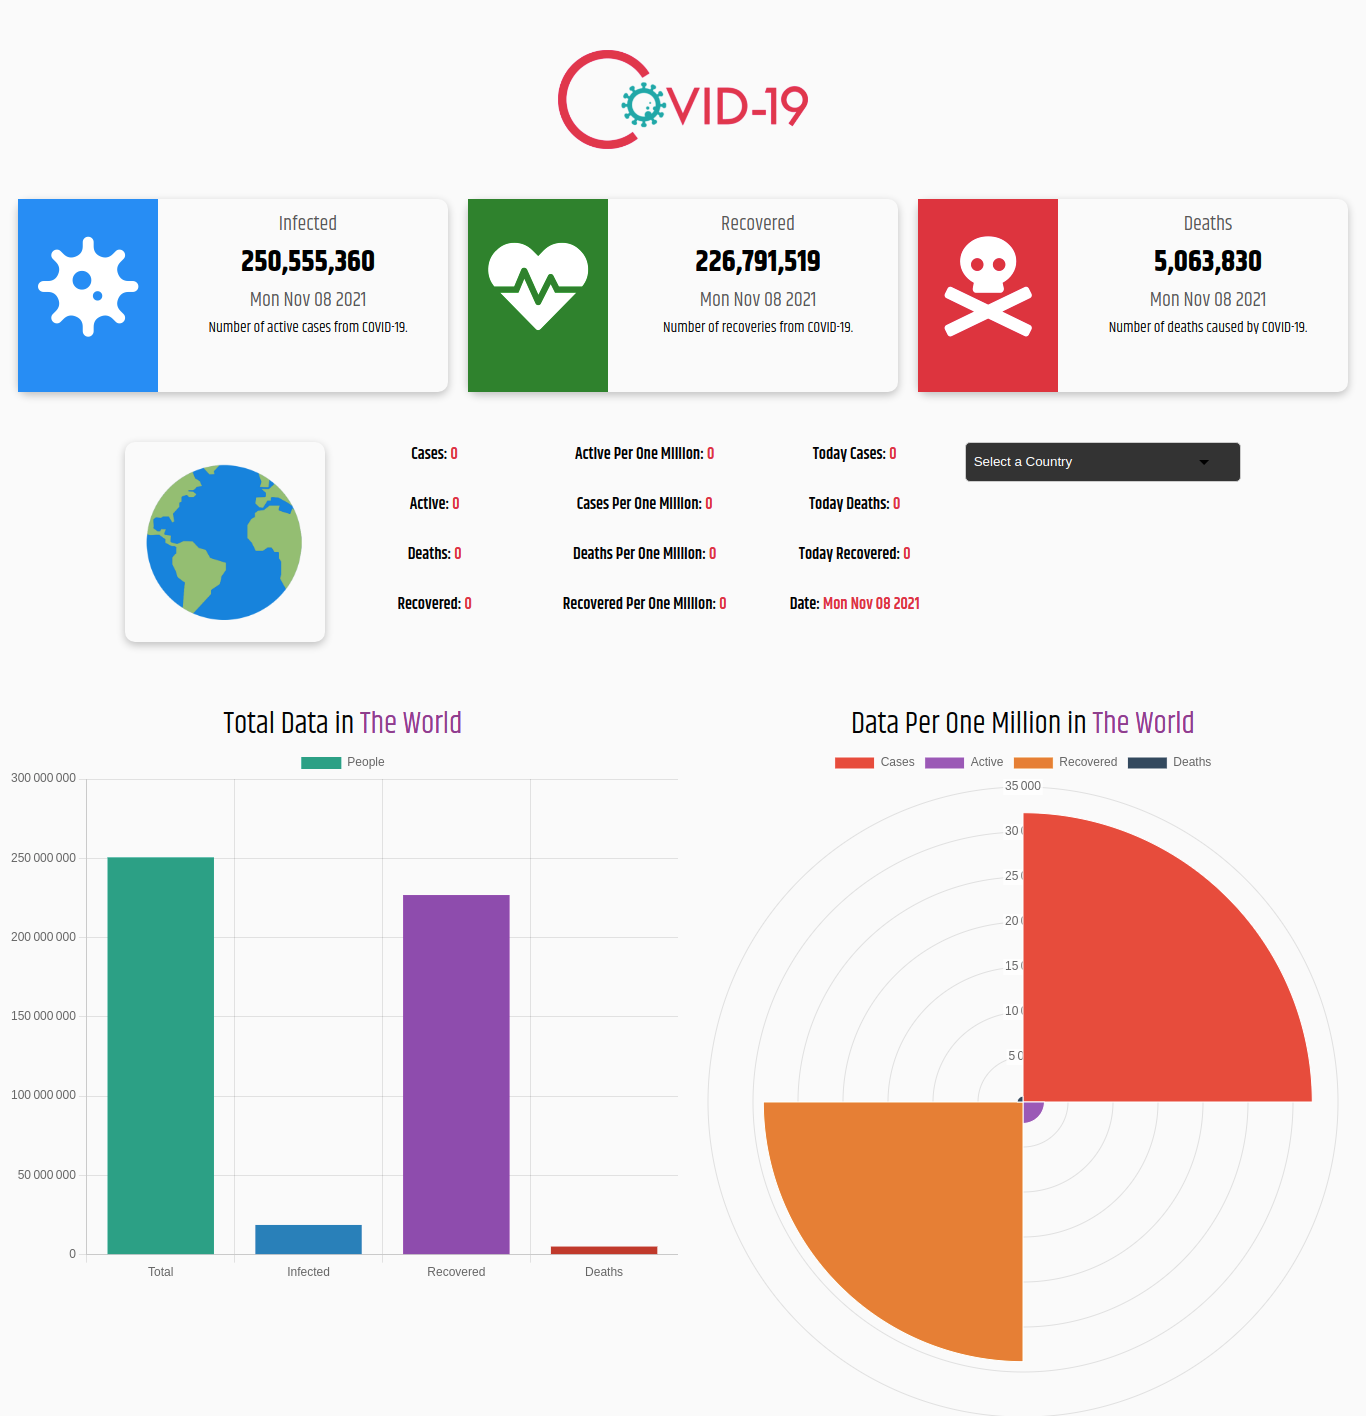 COVID-19
Infected
250,555,360
Mon Nov 08 2021
Number of active cases from COVID-19.
Recovered
226,791,519
Mon Nov 08 2021
Number of recoveries from COVID-19.
Deaths
5,063,830
Mon Nov 08 2021
Number of deaths caused by COVID-19.
Cases: 0
Active Per One Million: 0
Today Cases: 0
Select a Country
Active: 0
Cases Per One Million: 0
Today Deaths: 0
Deaths: 0
Deaths Per One Million: 0
Today Recovered: 0
Recovered: 0
Recovered Per One Million: 0
Date: Mon Nov 08 2021
Total Data in The World
People
300 000 000
250 000 000
200 000 000
150 000 000
100 000 000
50 000 000
0
Total
Infected
Recovered
Deaths
Data Per One Million in The World
Cases
Active
Recovered
Deaths
35 000
30
25
20
15
10
5